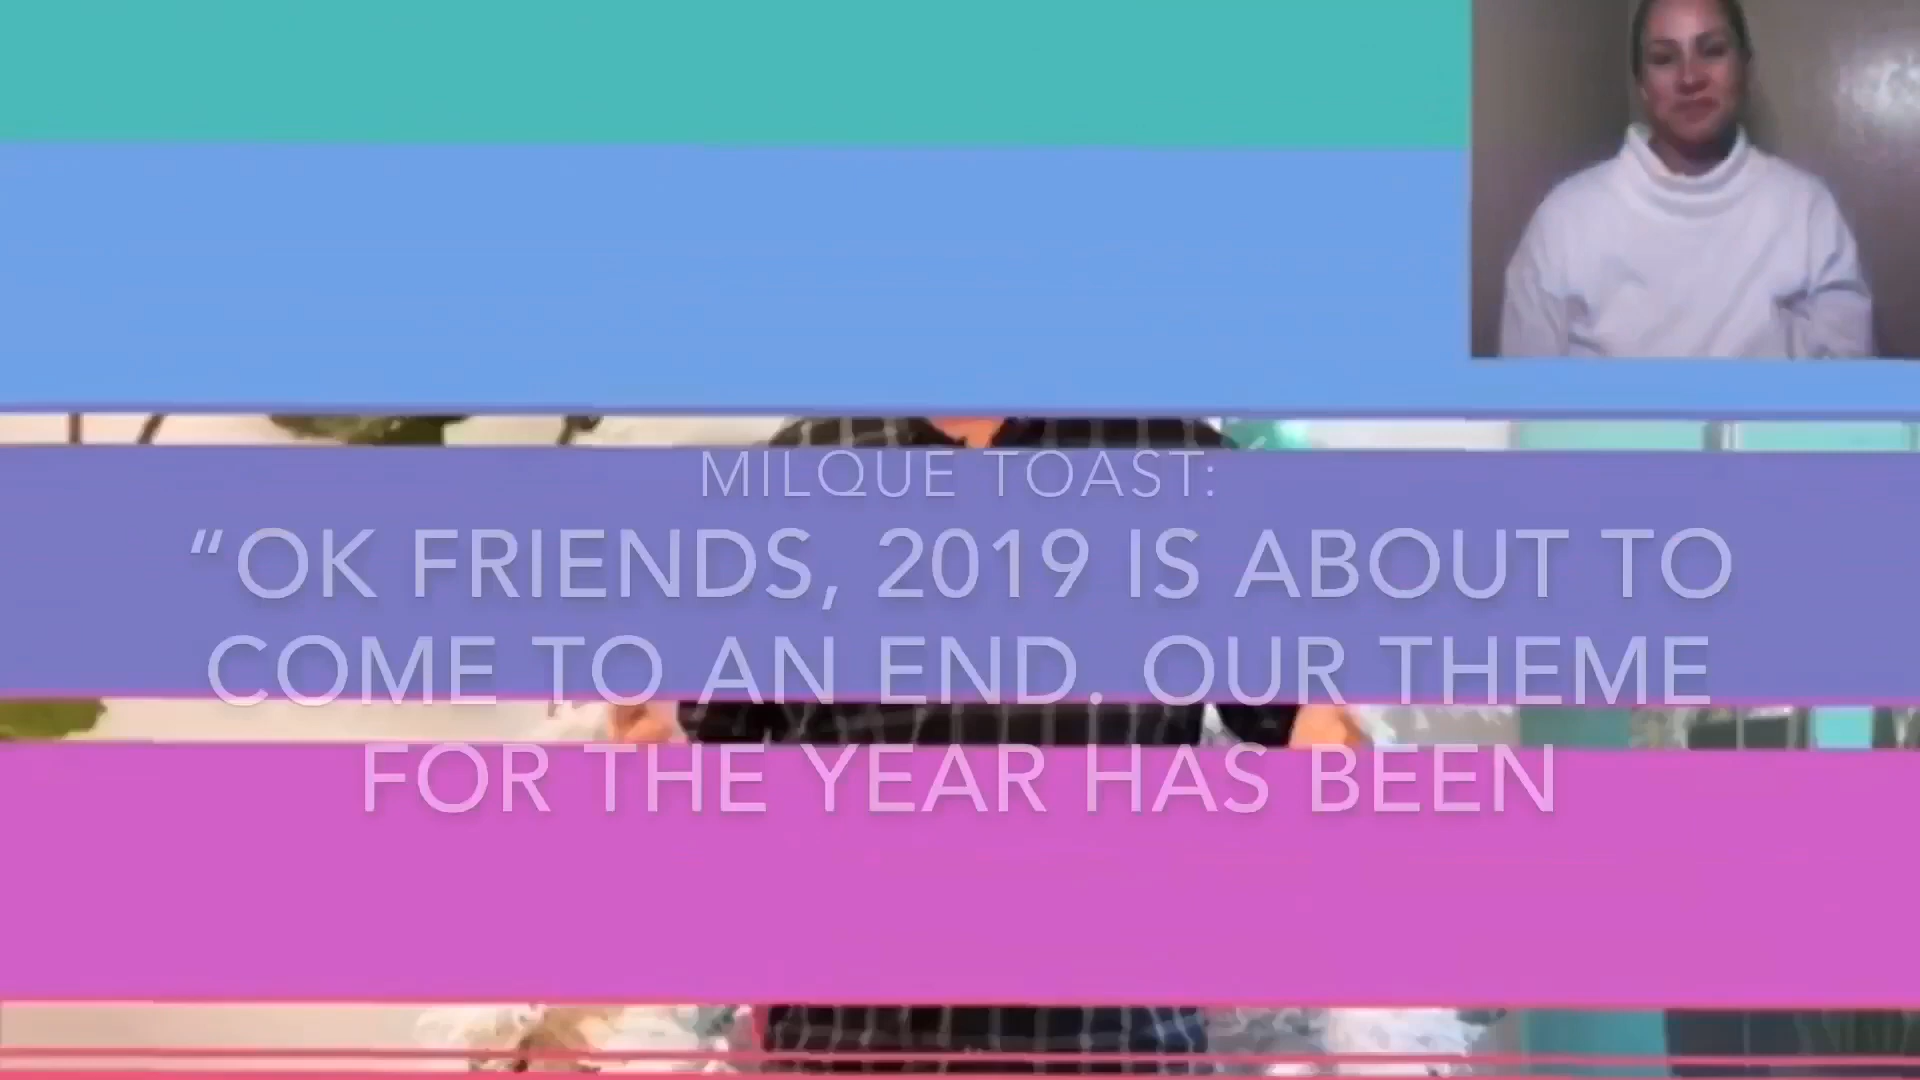 MILQUE TOAST:
“OK FRIENDS, 2019 IS ABOUT TO
COME TO AN END. OUR THEME
FOR THE YEAR HAS BEEN